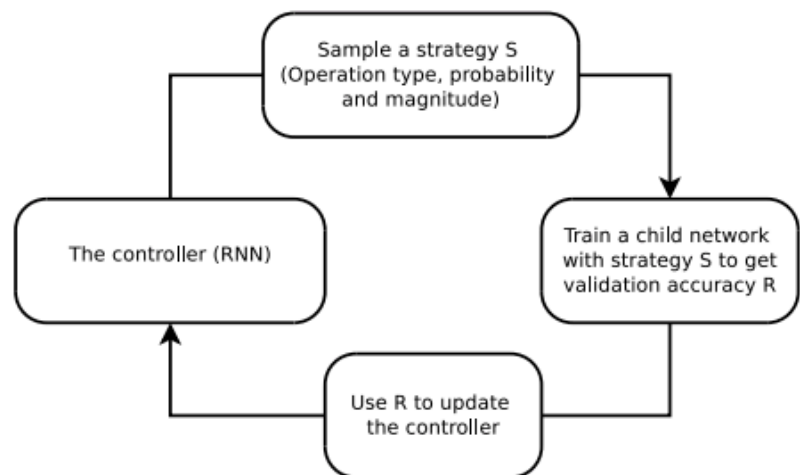 Sample a strategy S
(Operation type, probability
and magnitude)
The controller (RNN)
Train a child network
with strategy S to get
validation accuracy R
Use R to update
the controller